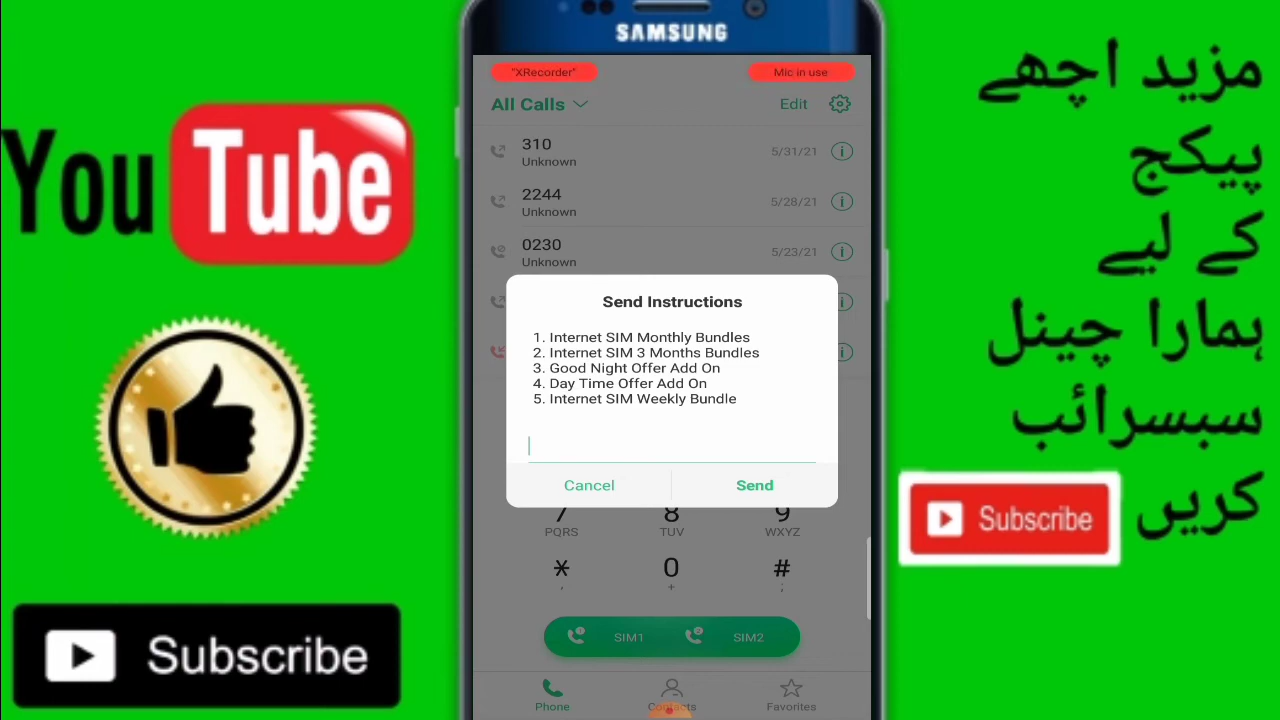 YouTube
Subscribe
SAMSUNG
"XRecorder"
Mic in use
All Calls
Edit
310
Unknown
5/31/21
2244
Unknown
5/28/21
0230
Unknown
5/23/21
Send Instructions
1. Internet SIM Monthly Bundles
2. Internet SIM 3 Months Bundles
3. Good Night Offer Add On
4. Day Time Offer Add On
5. Internet SIM Weekly Bundle
Cancel
Send
7
8
9
PQRS
TUV
WXYZ
*
0
#
,
+
;
SIM1
SIM2
Phone
Contacts
Favorites
مزید اچھے
پیکج
کے لیے
ہمارا چینل
سبسرائب
کریں
Subscribe